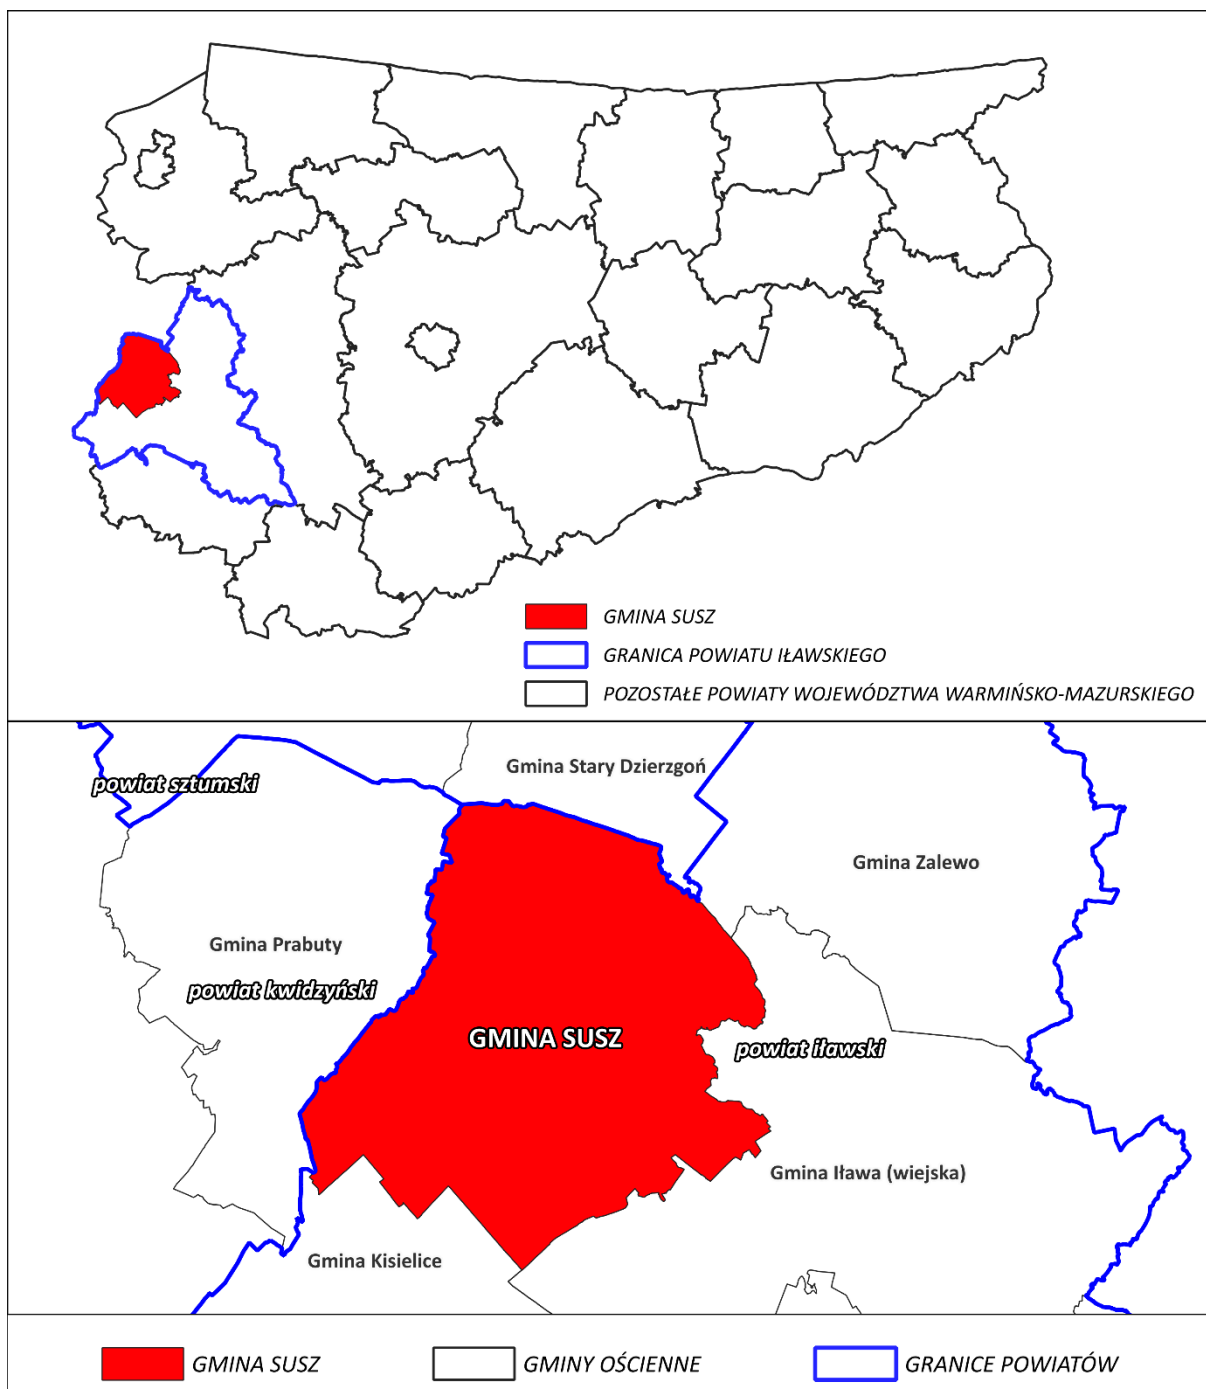 GMINA SUSZ
GRANICA POWIATU IŁAWSKIEGO
POZOSTAŁE POWIATY WOJEWÓDZTWA WARMIŃSKO-MAZURSKIEGO
Gmina Stary Dzierzgoń
powiat sztumski
Gmina Zalewo
Gmina Prabuty
powiat kwidzyński
GMINA SUSZ
powiat iławski
Gmina Iława (wiejska)
Gmina Kisielice
GMINA SUSZ
GMINY OŚCIENNE
GRANICE POWIATÓW